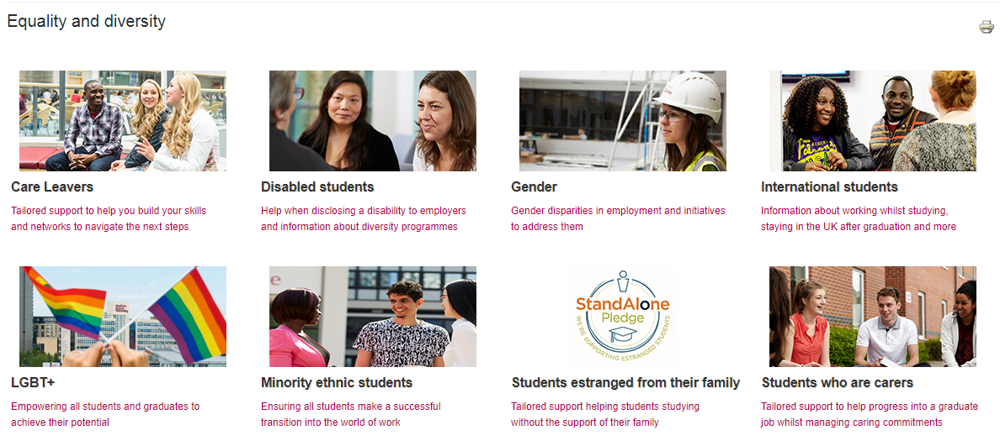 Equality and diversity
Care Leavers
Tailored support to help you build your skills
and networks to navigate the next steps
Disabled students
Help when disclosing a disability to employers
and information about diversity programmes
Gender
Gender disparities in employment and initiatives
to address them
International students
Information about working whilst studying,
staying in the UK after graduation and more
LGBT+
Empowering all students and graduates to
achieve their potential
Minority ethnic students
Ensuring all students make a successful
transition into the world of work
StandAlone
Pledge
WE'RE SUPPORTING ESTRANGED STUDENTS
Students estranged from their family
Tailored support helping students studying
without the support of their family
Students who are carers
Tailored support to help progress into a graduate
job whilst managing caring commitments